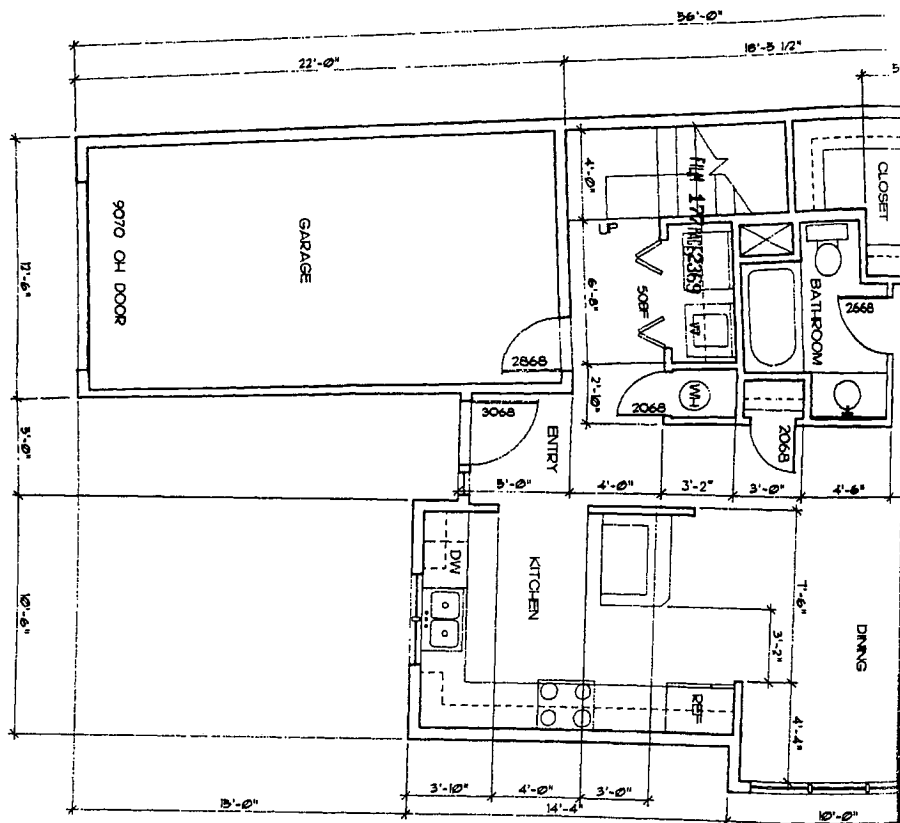 56'-0"
22'-0"
18'-5 1/2"
5
4'-0"
CLOSET
UP
9070 OH DOOR
GARAGE
12'-6"
6'-8"
50BF
W
BATHROOM
2668
2868
2'-10"
2068
WH
2068
3068
ENTRY
5'-0"
5'-0"
4'-0"
3'-2"
3'-0"
4'-6"
DW
KITCHEN
7'-6"
DINING
10'-6"
3'-2"
REF
4'-4"
3'-10"
4'-0"
3'-0"
13'-0"
14'-4"
10'-0"